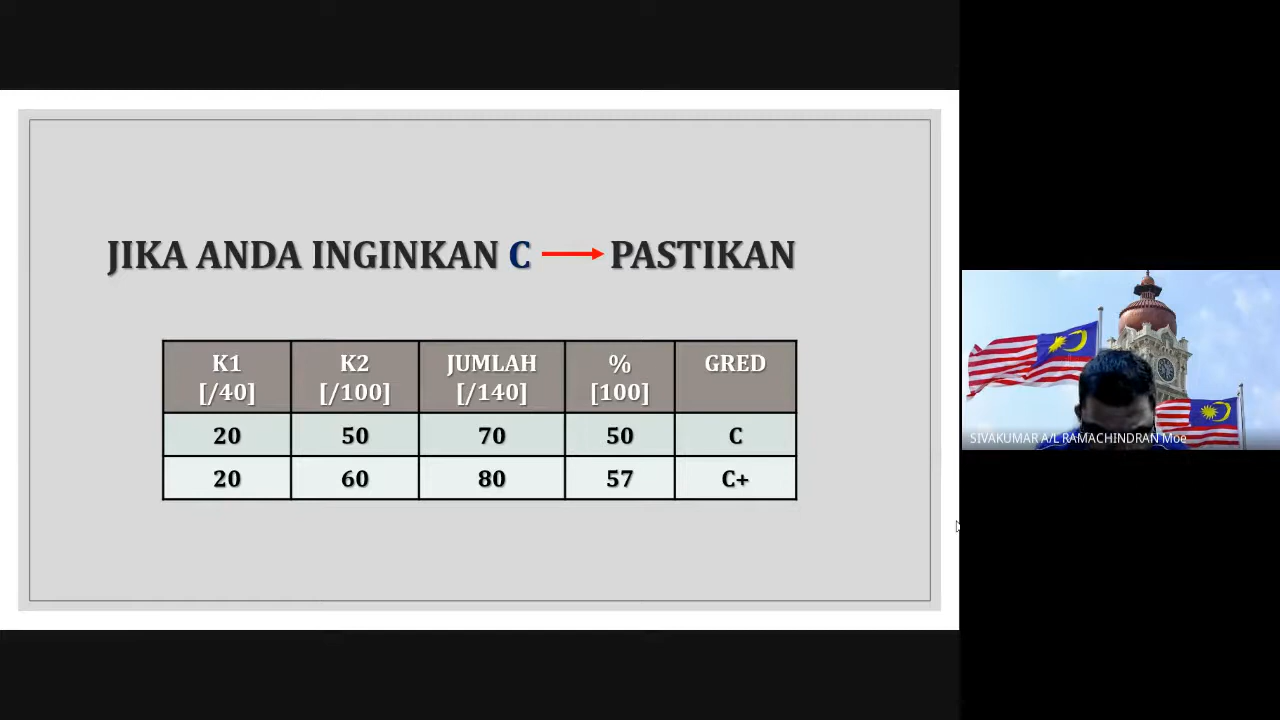 JIKA ANDA INGINKAN C PASTIKAN
K1 K2 JUMLAH % GRED
[/40] [/100] [/140] [100]
20 50 70 50 C
20 60 80 57 C+
SIVAKUMAR A/L RAMACHINDRAN Moe